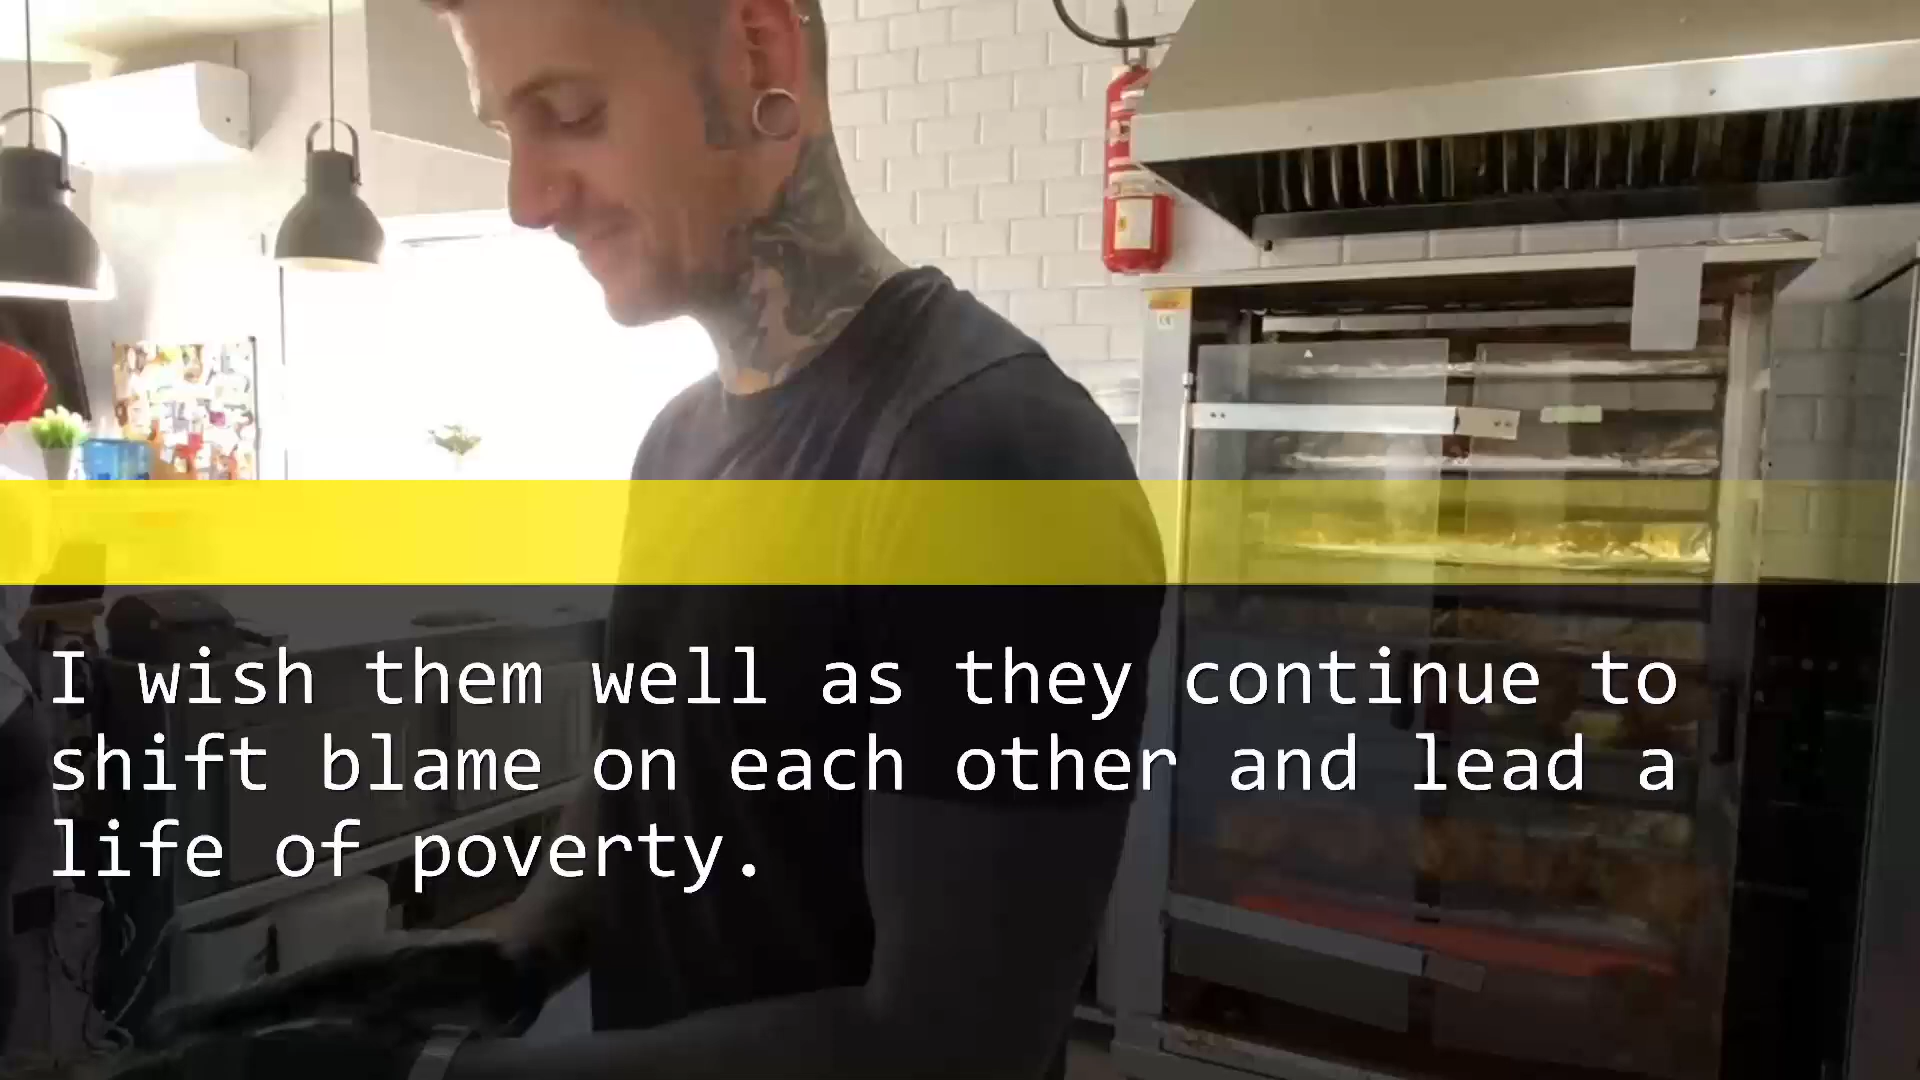 I wish them well as they continue to
shift blame on each other and lead a
life of poverty.